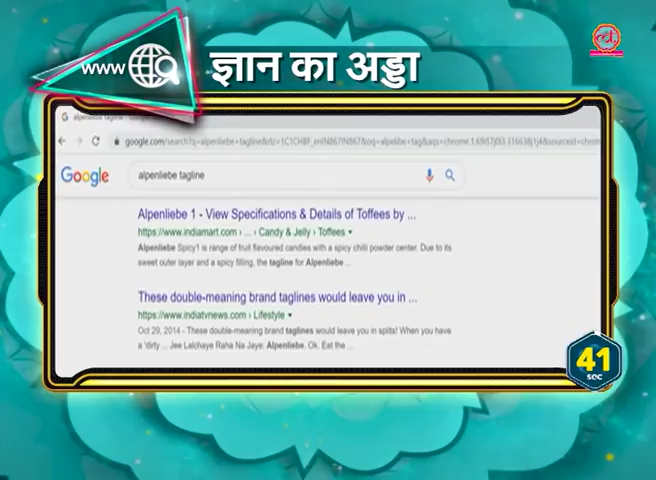 www
ज्ञान का अड्डा
alpenliebe tagline
Google
alpenliebe tagline
Alpenliebe 1 - View Specifications & Details of Toffees by ...
https://www.indiamart.com › ... › Candy & Jelly › Toffees
Alpenliebe Spicy1 is range of fruit flavoured candies with a spicy chilli powder center. Due to its
sweet outer layer and a spicy filling, the tagline for Alpenliebe ...
These double-meaning brand taglines would leave you in ...
https://www.indiatvnews.com › Lifestyle
Oct 29, 2014 - These double-meaning brand taglines would leave you in splits! When you have
a 'dirty ... Jee Lalchaye Raha Na Jaye: Alpenliebe. Ok, Eat the ...
41
SEC